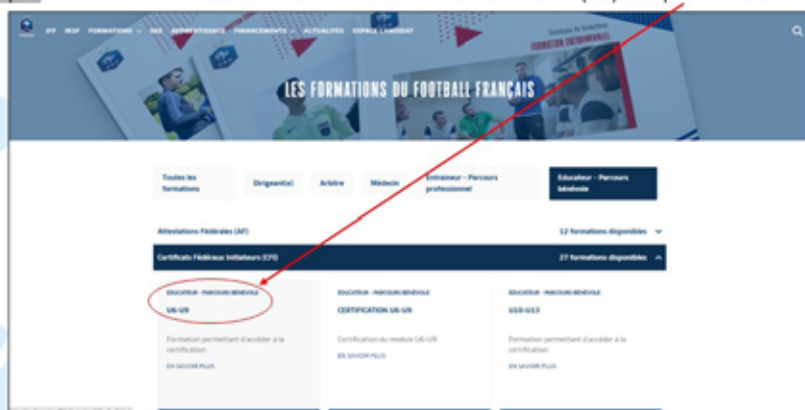 IFF IR2F FORMATIONS VAE APPRENTISSAGE FINANCEMENTS ACTUALITÉS ESPACE CANDIDAT
LES FORMATIONS DU FOOTBALL FRANÇAIS
Toutes les formations
Dirigeant(e)
Arbitre
Médecin
Entraineur - Parcours professionnel
Educateur - Parcours bénévole
Attestations Fédérales (AF) 12 formations disponibles
Certificats Fédéraux Initiateurs (CFI) 27 formations disponibles
EDUCATEUR - PARCOURS BÉNÉVOLE
U6-U9
Formation permettant d'accéder à la
certification
EN SAVOIR PLUS
EDUCATEUR - PARCOURS BÉNÉVOLE
CERTIFICATION U6-U9
Certification du module U6-U9
EN SAVOIR PLUS
EDUCATEUR - PARCOURS BÉNÉVOLE
U10-U13
Formation permettant d'accéder à la
certification
EN SAVOIR PLUS